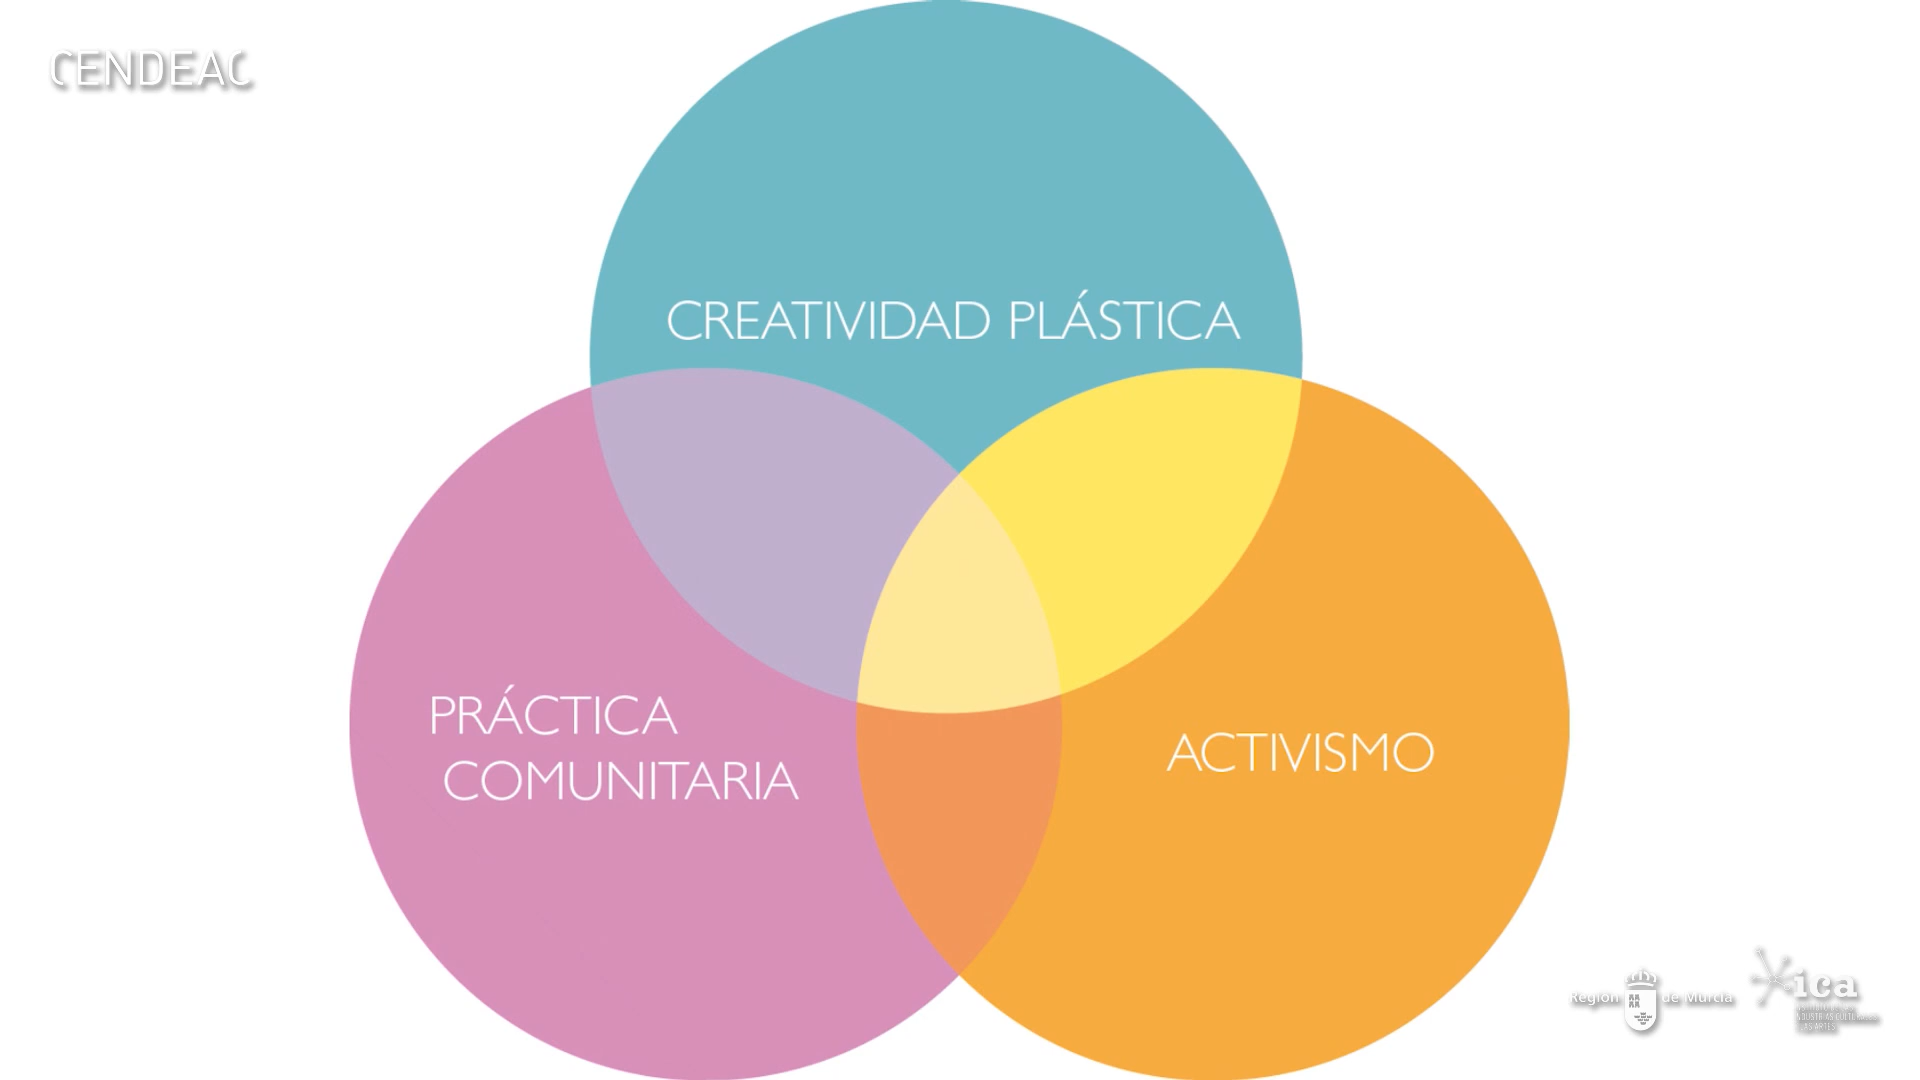 CENDEAC
CREATIVIDAD PLÁSTICA
PRÁCTICA
COMUNITARIA
ACTIVISMO
Región de Murcia
ica